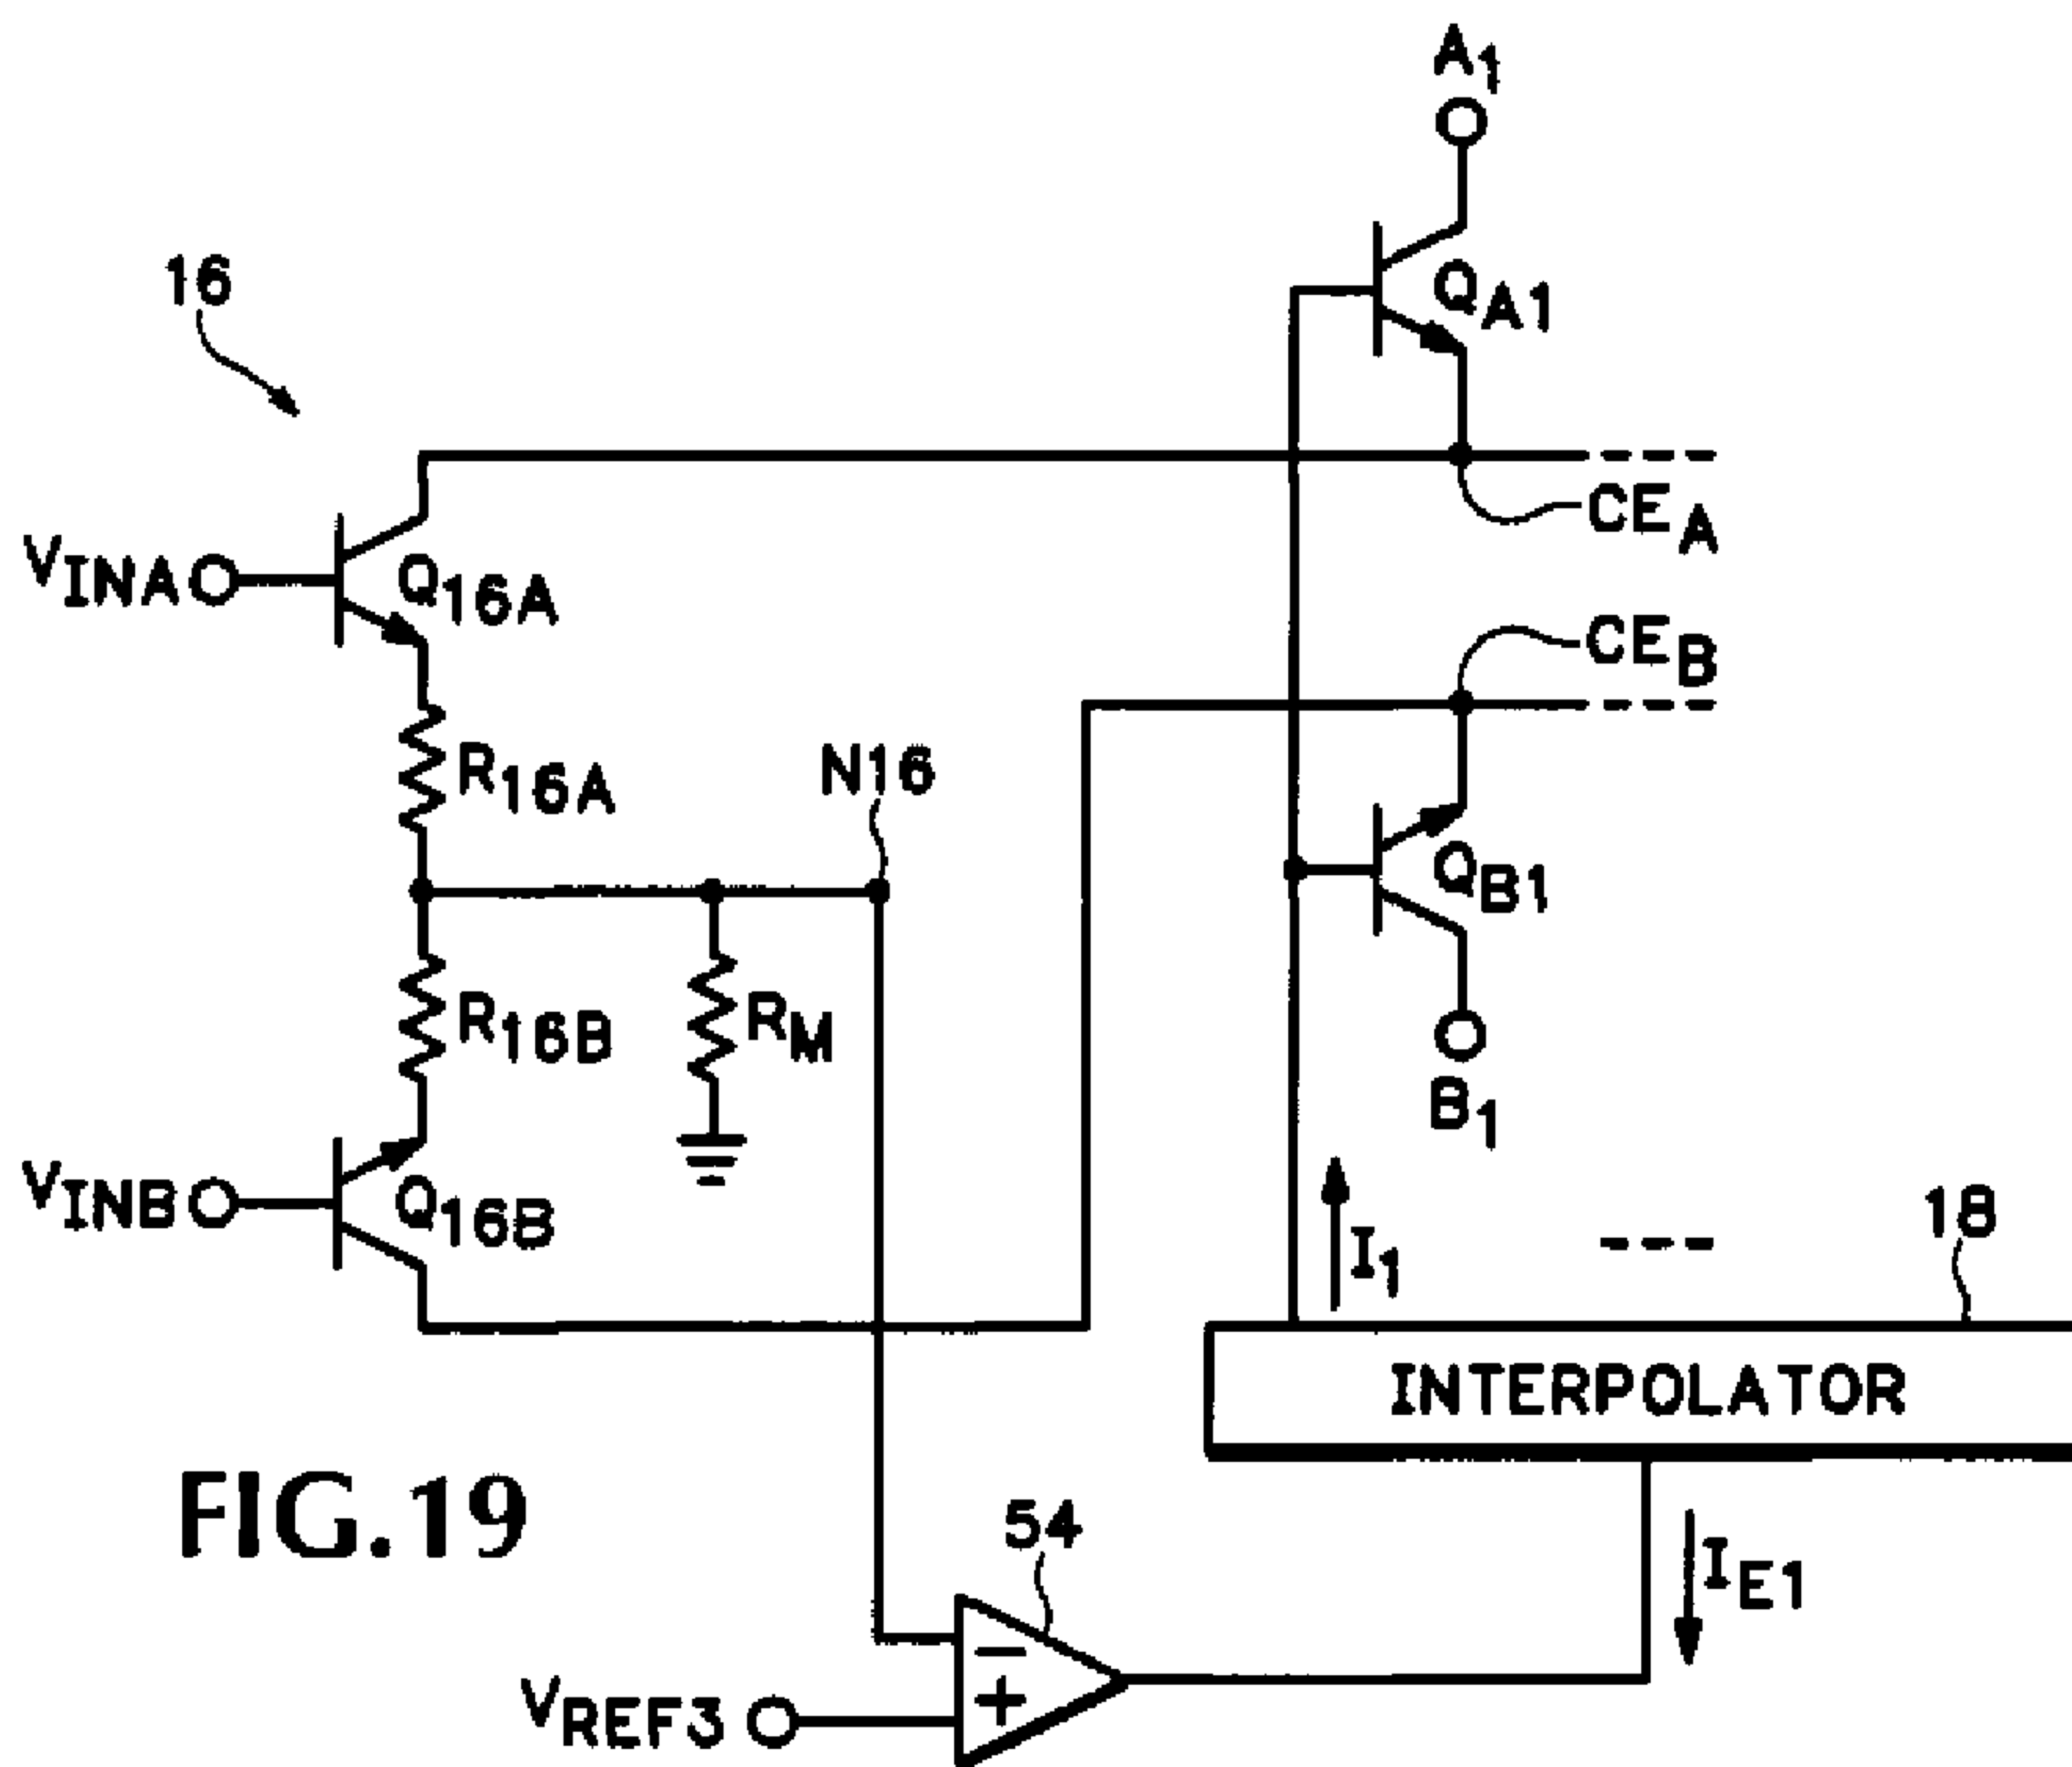 A1
QA1
16
CEA
VINA
Q16A
CEB
R16A
N16
QB1
R16B
RM
B1
VINB
Q16B
I1
18
INTERPOLATOR
FIG.19
54
IE1
VREF3